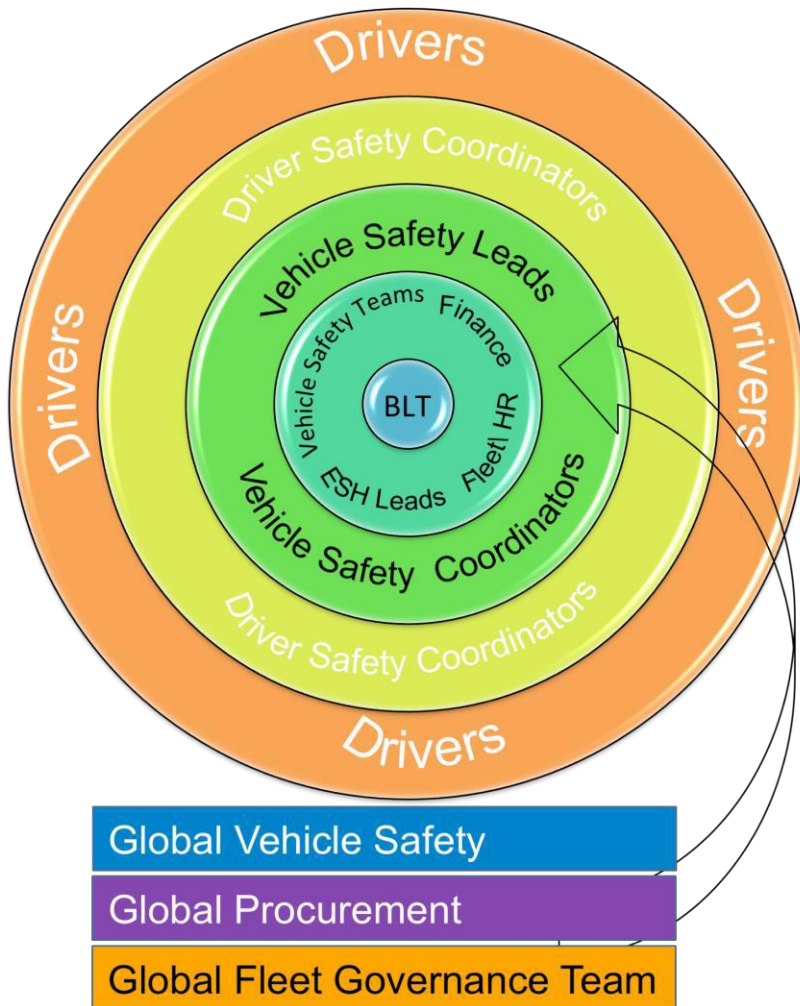 Drivers
Driver Safety Coordinators
Vehicle Safety Leads
Vehicle Safety Teams
Finance
Drivers
BLT
Drivers
Fleet\ HR
ESH Leads
Vehicle Safety Coordinators
Driver Safety Coordinators
Drivers
Global Vehicle Safety
Global Procurement
Global Fleet Governance Team